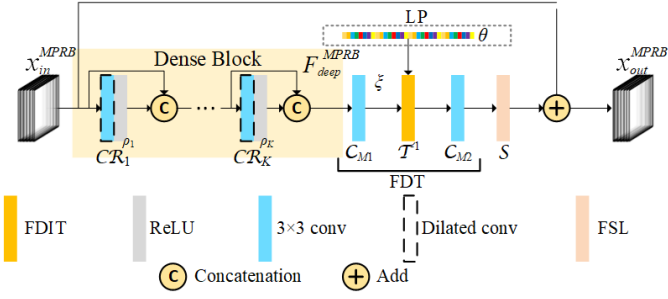 LP
θ
x_in^MPRB
Dense Block
F_deep^MPRB
ξ
x_out^MPRB
C
...
C
+
ρ_1
ρ_K
CR_1
CR_K
C_M1
T^1
C_M2
S
FDT
FDIT
ReLU
3×3 conv
Dilated conv
FSL
C Concatenation
+ Add